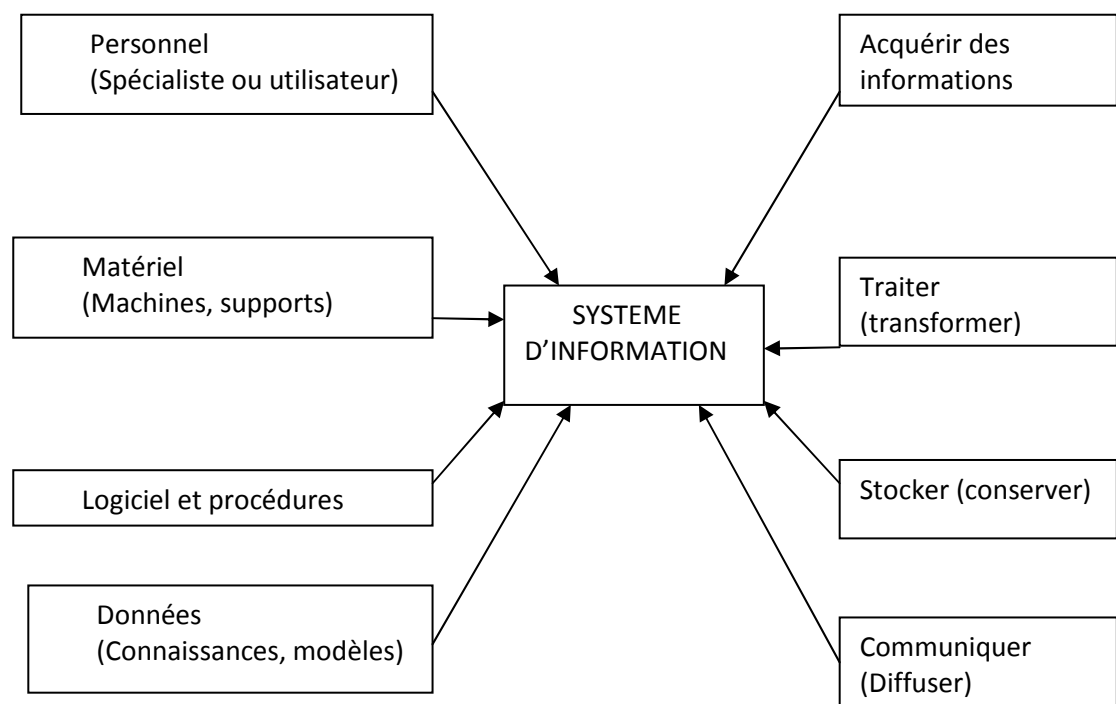 Personnel
(Spécialiste ou utilisateur)
Acquérir des
informations
Matériel
(Machines, supports)
SYSTEME
D’INFORMATION
Traiter
(transformer)
Logiciel et procédures
Stocker (conserver)
Données
(Connaissances, modèles)
Communiquer
(Diffuser)